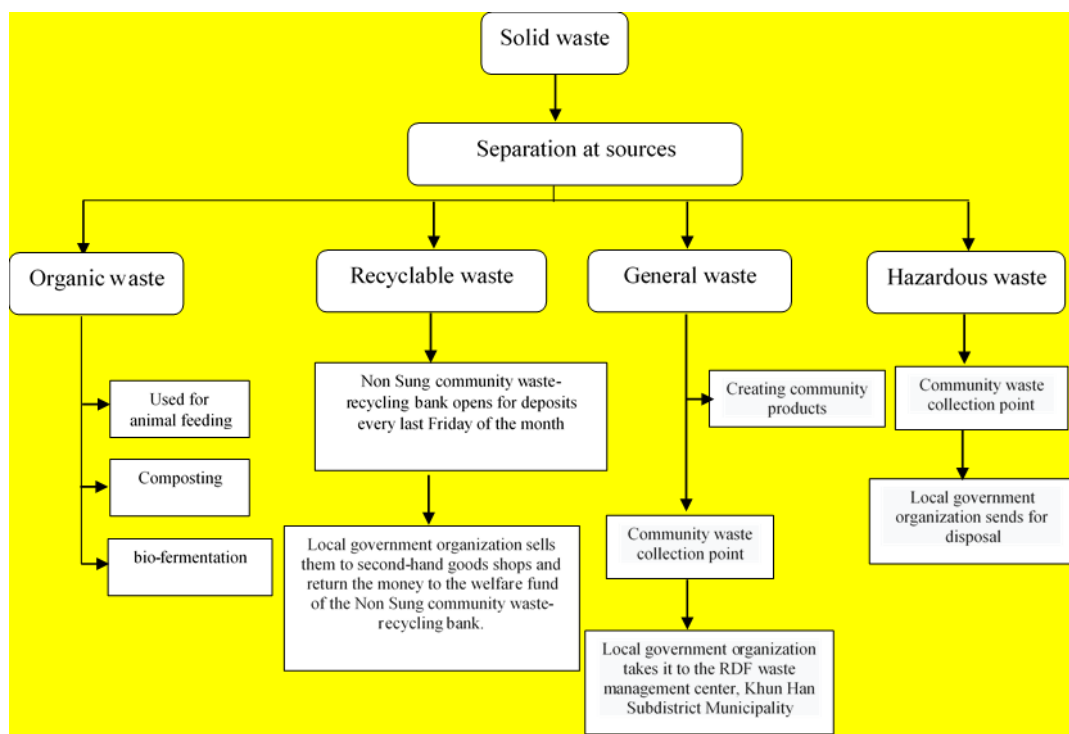 Solid waste
Separation at sources
Organic waste
Recyclable waste
General waste
Hazardous waste
Used for
animal feeding
Composting
bio-fermentation
Non Sung community waste-
recycling bank opens for deposits
every last Friday of the month
Local government organization sells
them to second-hand goods shops and
return the money to the welfare fund
of the Non Sung community waste-
recycling bank.
Creating community
products
Community waste
collection point
Local government organization
takes it to the RDF waste
management center, Khun Han
Subdistrict Municipality
Community waste
collection point
Local government
organization sends for
disposal